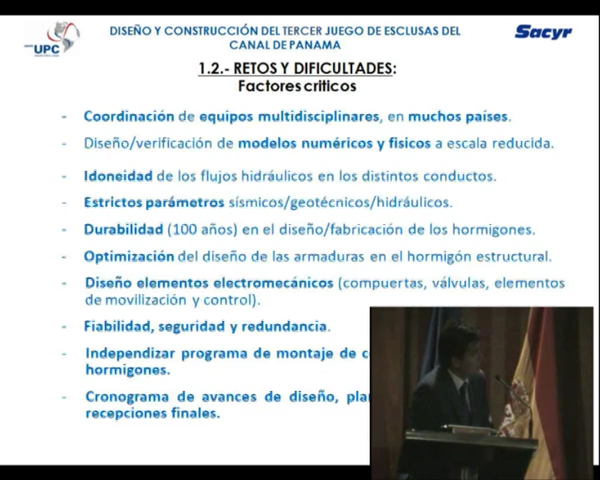 DISEÑO Y CONSTRUCCIÓN DEL TERCER JUEGO DE ESCLUSAS DEL
CANAL DE PANAMA
UPC
Sacyr
1.2.- RETOS Y DIFICULTADES:
Factores criticos
- Coordinación de equipos multidisciplinares, en muchos países.
- Diseño/verificación de modelos numéricos y fisicos a escala reducida.
- Idoneidad de los flujos hidráulicos en los distintos conductos.
- Estrictos parámetros sísmicos/geotécnicos/hidráulicos.
- Durabilidad (100 años) en el diseño/fabricación de los hormigones.
- Optimización del diseño de las armaduras en el hormigón estructural.
- Diseño elementos electromecánicos (compuertas, válvulas, elementos
de movilización y control).
- Fiabilidad, seguridad y redundancia.
- Independizar programa de montaje de
hormigones.
- Cronograma de avances de diseño,
recepciones finales.